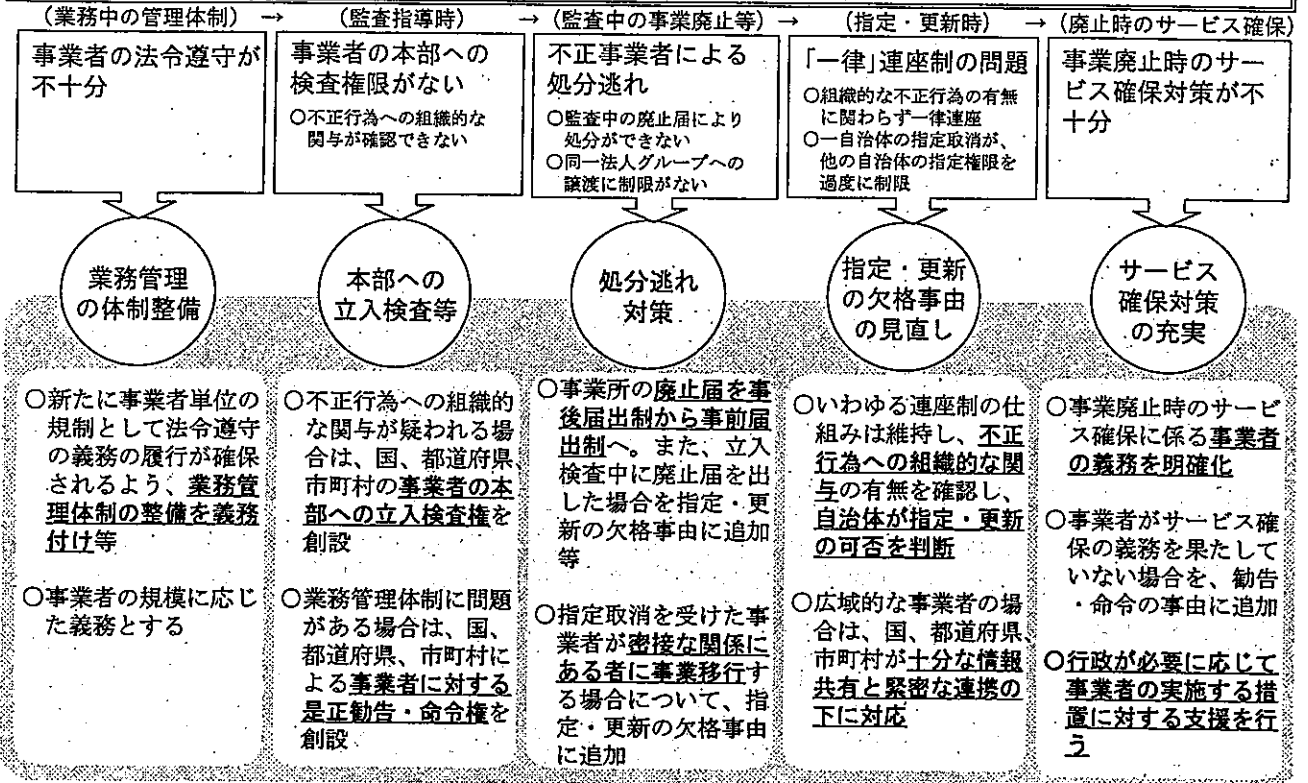 (業務中の管理体制) → (監査指導時) → (監査中の事業廃止等) → (指定・更新時) → (廃止時のサービス確保)
事業者の法令遵守が
不十分
事業者の本部への
検査権限がない
○不正行為への組織的な
関与が確認できない
不正事業者による
処分逃れ
○監査中の廃止届により
処分ができない
○同一法人グループへの
譲渡に制限がない
「一律」連座制の問題
○組織的な不正行為の有無
に関わらず一律連座
○一自治体の指定取消が、
他の自治体の指定権限を
過度に制限
事業廃止時のサー
ビス確保対策が不
十分
業務管理
の体制整備
本部への
立入検査等
処分逃れ
対策
指定・更新
の欠格事由
の見直し
サービス
確保対策
の充実
○新たに事業者単位の
規制として法令遵守
の義務の履行が確保
されるよう、業務管
理体制の整備を義務
付け等
○事業者の規模に応じ
た義務とする
○不正行為への組織的
な関与が疑われる場
合は、国、都道府県、
市町村の事業者の本
部への立入検査権を
創設
○業務管理体制に問題
がある場合は、国、
都道府県、市町村に
よる事業者に対する
是正勧告・命令権を
創設
○事業所の廃止届を事
後届出制から事前届
出制へ。また、立入
検査中に廃止届を出
した場合を指定・更
新の欠格事由に追加
等
○指定取消を受けた事
業者が密接な関係に
ある者に事業移行す
る場合について、指
定・更新の欠格事由
に追加
○いわゆる連座制の仕
組みは維持し、不正
行為への組織的な関
与の有無を確認し、
自治体が指定・更新
の可否を判断
○広域的な事業者の場
合は、国、都道府県、
市町村が十分な情報
共有と緊密な連携の
下に対応
○事業廃止時のサービ
ス確保に係る事業者
の義務を明確化
○事業者がサービス確
保の義務を果たして
いない場合を、勧告
・命令の事由に追加
○行政が必要に応じて
事業者の実施する措
置に対する支援を行
う